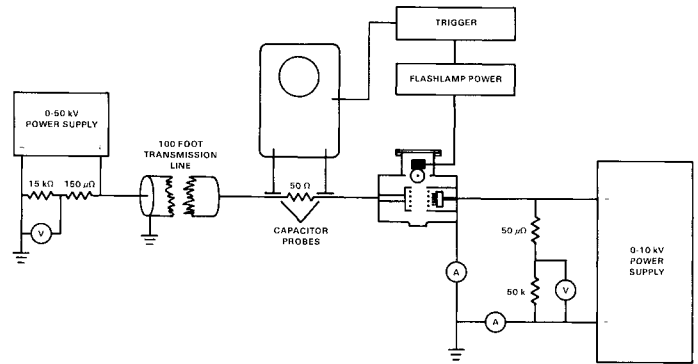 TRIGGER
FLASHLAMP POWER
0-50 kV
POWER SUPPLY
100 FOOT
TRANSMISSION
LINE
15 kΩ
150 μΩ
V
50 Ω
CAPACITOR
PROBES
A
A
50 μΩ
50 k
V
0-10 kV
POWER
SUPPLY